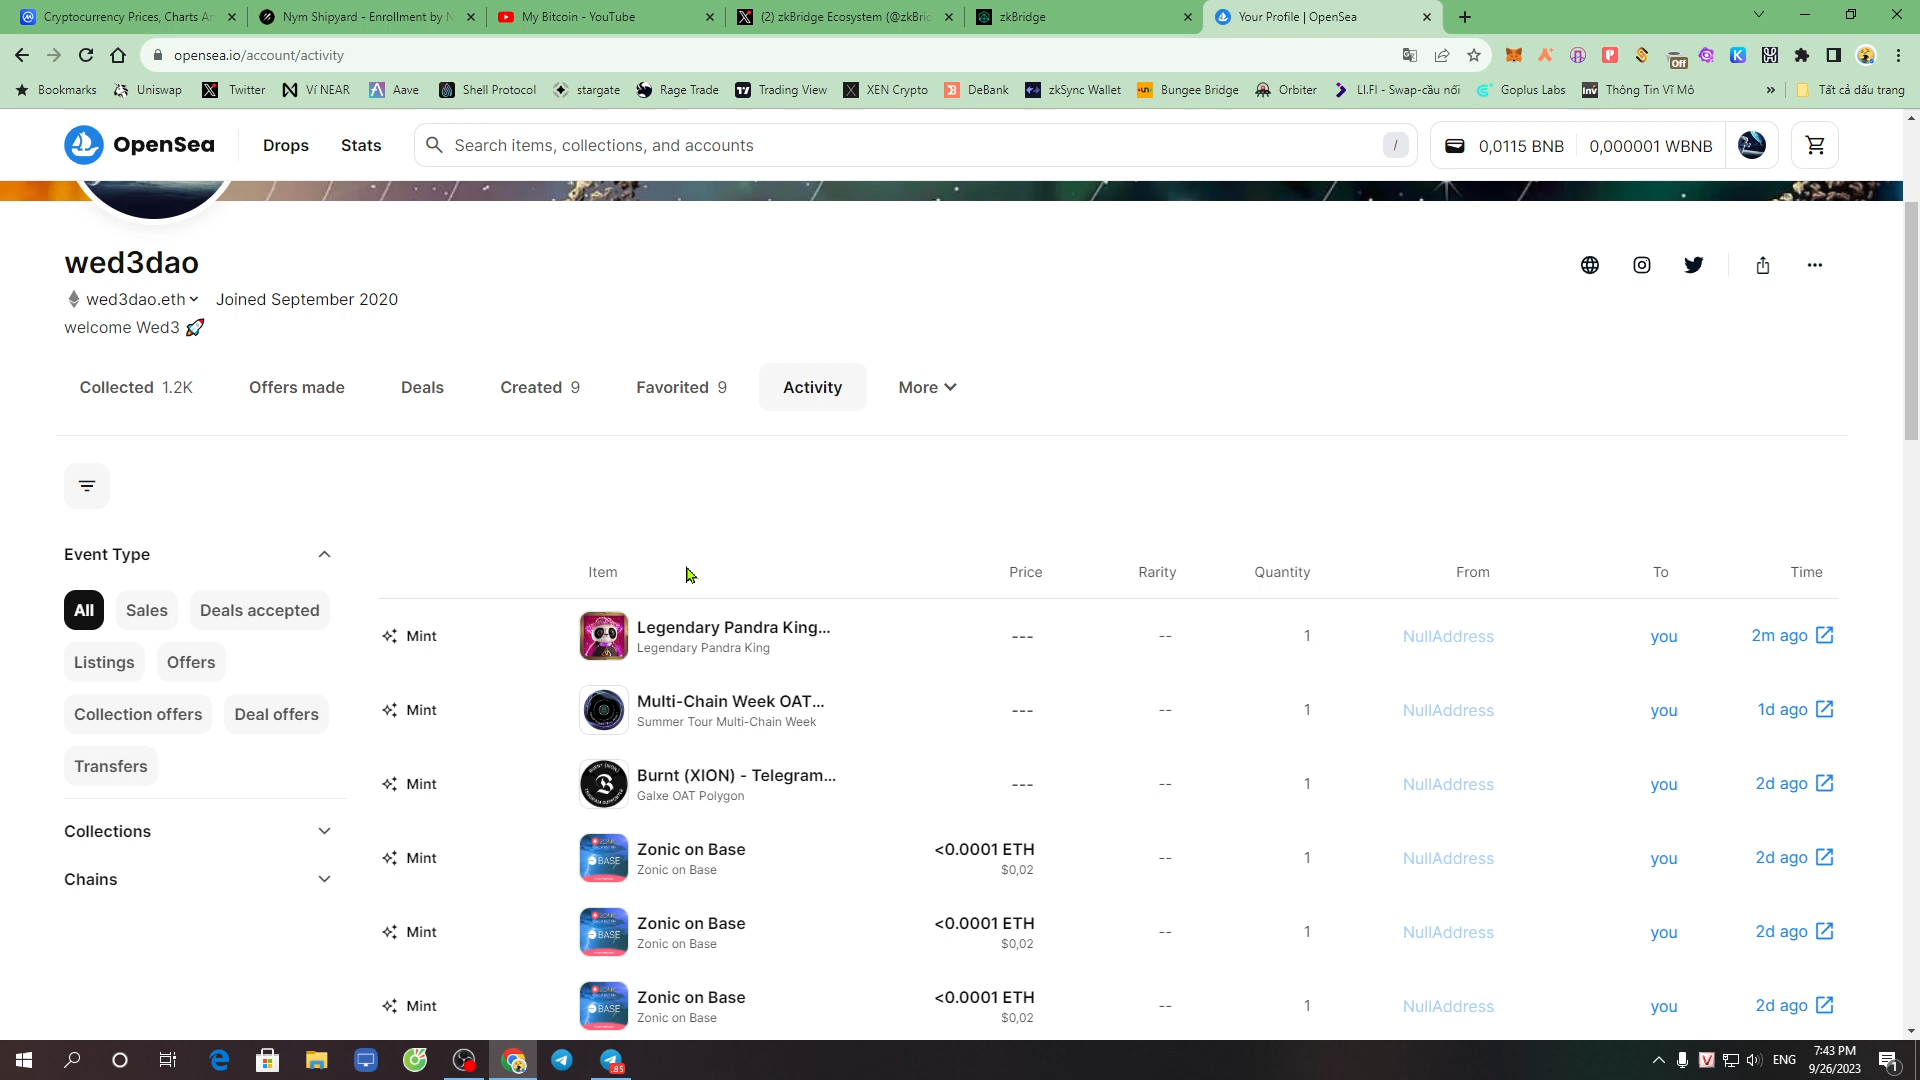 Cryptocurrency Prices, Charts Ar
Nym Shipyard - Enrollment by N
My Bitcoin - YouTube
(2) zkBridge Ecosystem (@zkBric
zkBridge
Your Profile | OpenSea
opensea.io/account/activity
Off
Bookmarks
Uniswap
Twitter
Ví NEAR
Aave
Shell Protocol
stargate
Rage Trade
Trading View
XEN Crypto
DeBank
zkSync Wallet
Bungee Bridge
Orbiter
LI.FI - Swap-cầu nối
Goplus Labs
Thông Tin Vĩ Mô
»
Tất cả dấu trang
OpenSea
Drops
Stats
Search items, collections, and accounts
/
0,0115 BNB
0,000001 WBNB
wed3dao
wed3dao.eth
Joined September 2020
welcome Wed3 🚀
Collected 1.2K
Offers made
Deals
Created 9
Favorited 9
Activity
More
Event Type
All
Sales
Deals accepted
Listings
Offers
Collection offers
Deal offers
Transfers
Collections
Chains
Item
Price
Rarity
Quantity
From
To
Time
Mint
Legendary Pandra King...
Legendary Pandra King
---
--
1
NullAddress
you
2m ago
Mint
Multi-Chain Week OAT...
Summer Tour Multi-Chain Week
---
--
1
NullAddress
you
1d ago
Mint
Burnt (XION) - Telegram...
Galxe OAT Polygon
---
--
1
NullAddress
you
2d ago
Mint
BASE
Zonic on Base
Zonic on Base
<0.0001 ETH
$0,02
--
1
NullAddress
you
2d ago
Mint
BASE
Zonic on Base
Zonic on Base
<0.0001 ETH
$0,02
--
1
NullAddress
you
2d ago
Mint
BASE
Zonic on Base
Zonic on Base
<0.0001 ETH
$0,02
--
1
NullAddress
you
2d ago
85
ENG
7:43 PM
9/26/2023
1